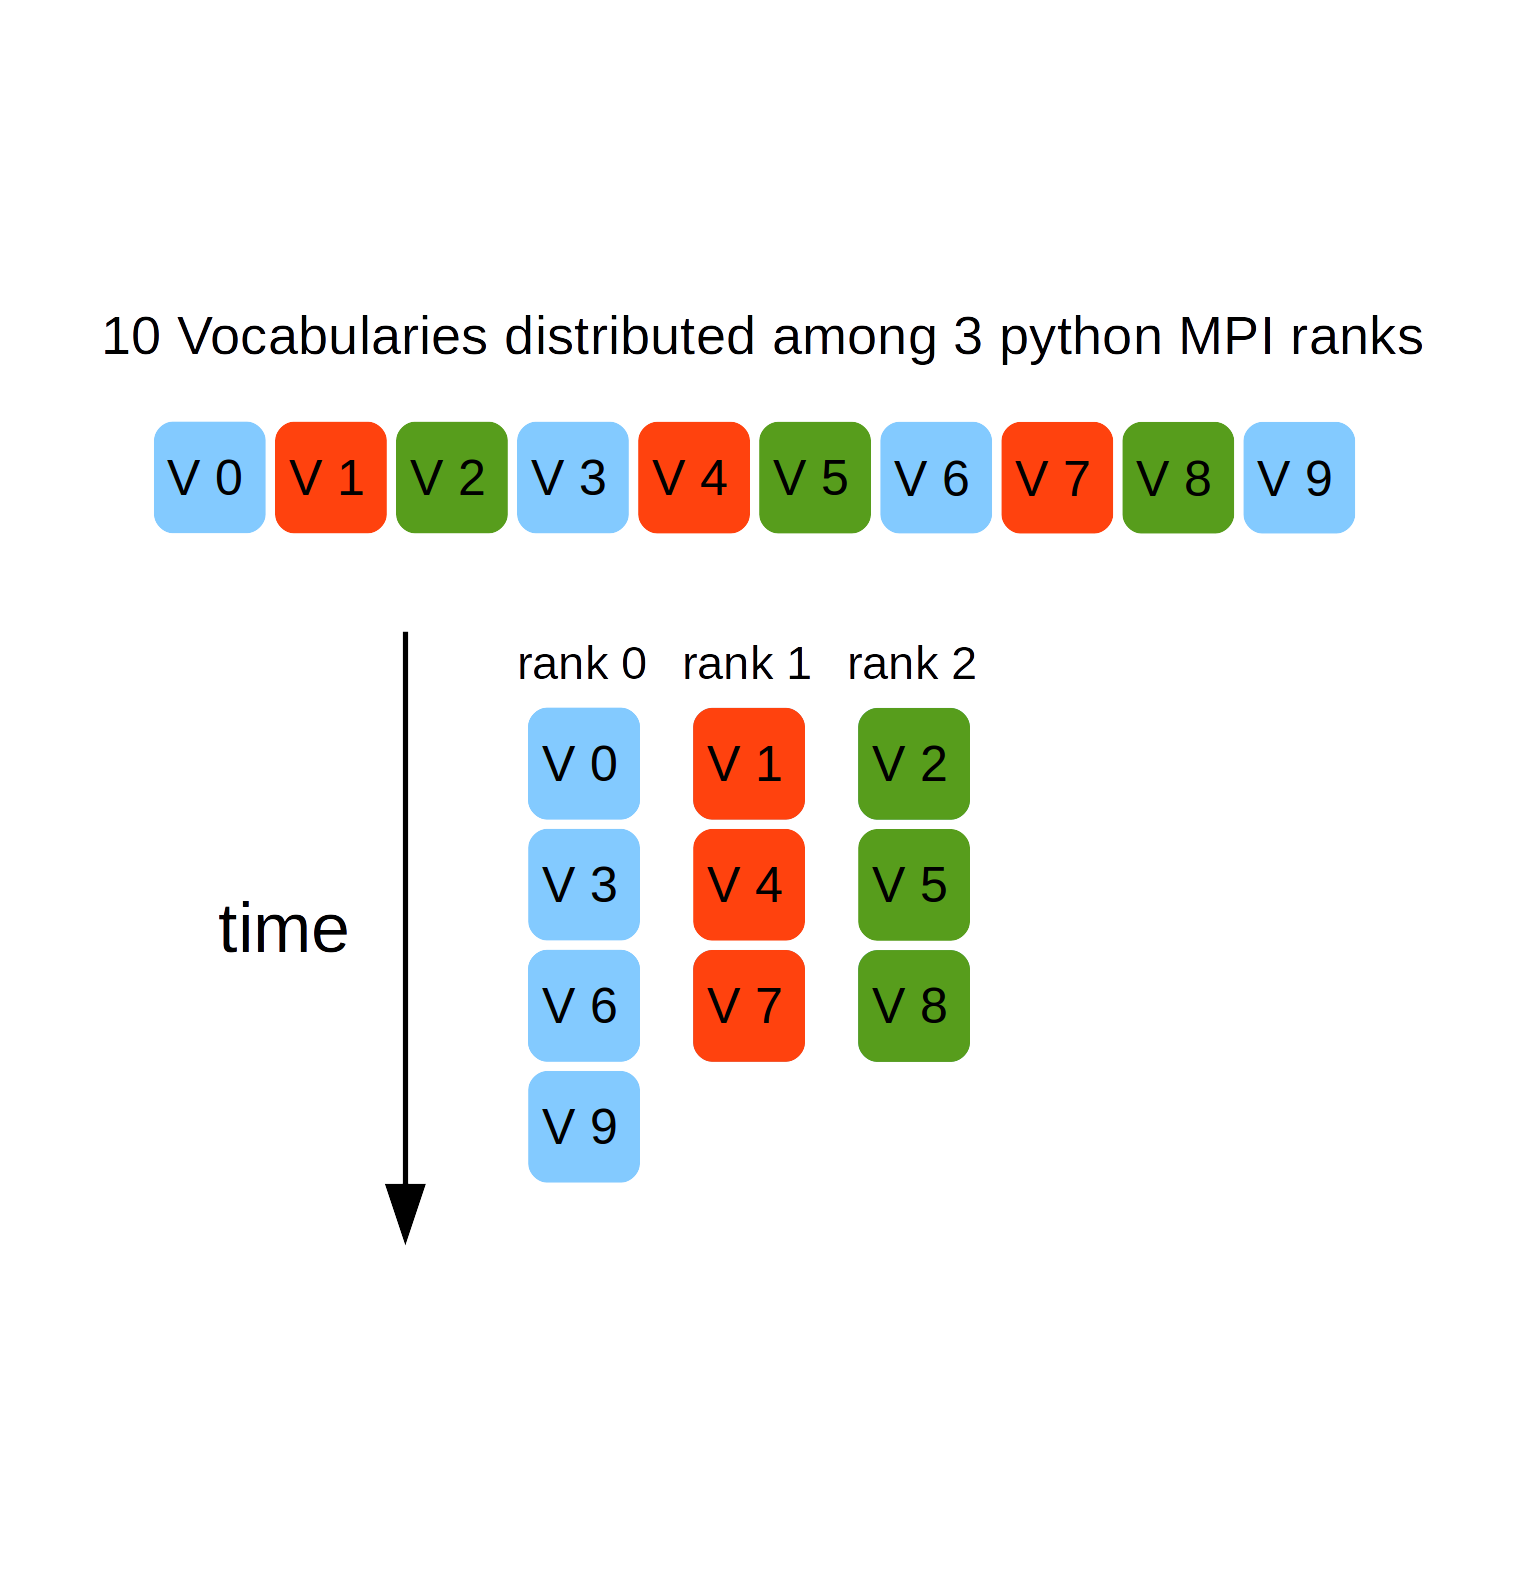 10 Vocabularies distributed among 3 python MPI ranks
V 0 V 1 V 2 V 3 V 4 V 5 V 6 V 7 V 8 V 9
rank 0 rank 1 rank 2
V 0 V 1 V 2
V 3 V 4 V 5
time
V 6 V 7 V 8
V 9